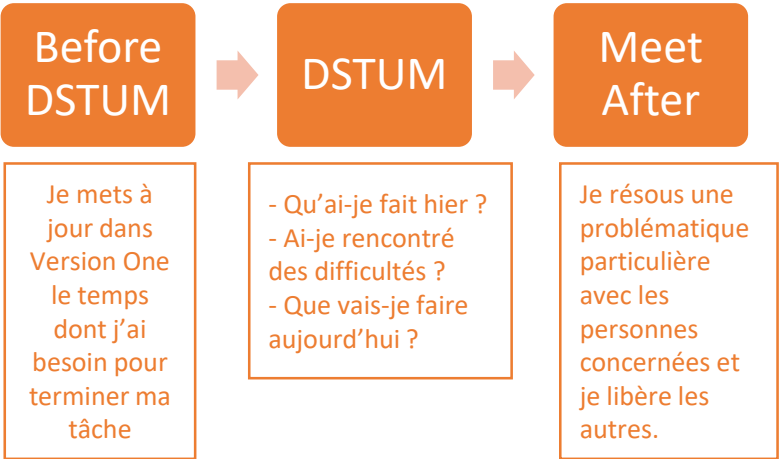 Before
DSTUM
DSTUM
Meet
After
Je mets à
jour dans
Version One
le temps
dont j’ai
besoin pour
terminer ma
tâche
- Qu’ai-je fait hier ?
- Ai-je rencontré
des difficultés ?
- Que vais-je faire
aujourd’hui ?
Je résous une
problématique
particulière
avec les
personnes
concernées et
je libère les
autres.